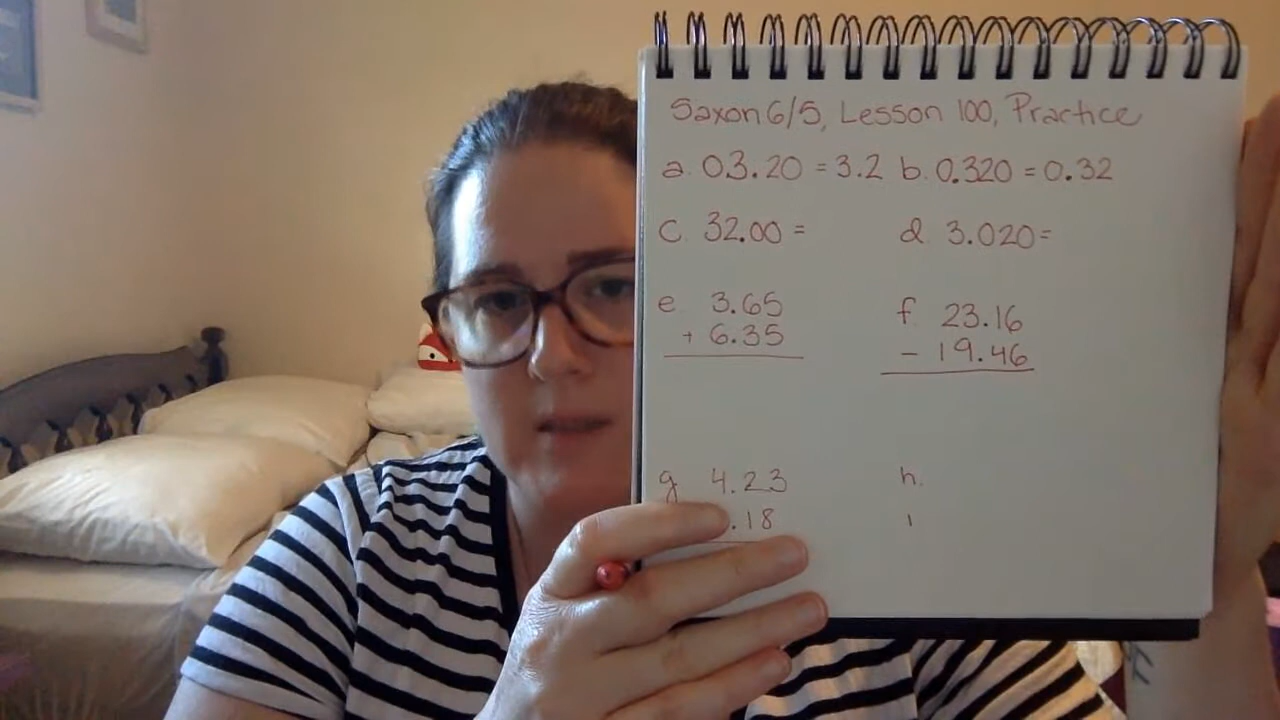 Saxon 6/5, Lesson 100, Practice
a. 03.20 = 3.2 b. 0.320 = 0.32
c. 32.00 = d. 3.020 =
e 3.65 f. 23.16
+ 6.35 - 19.46
g 4.23 h.
.18 i